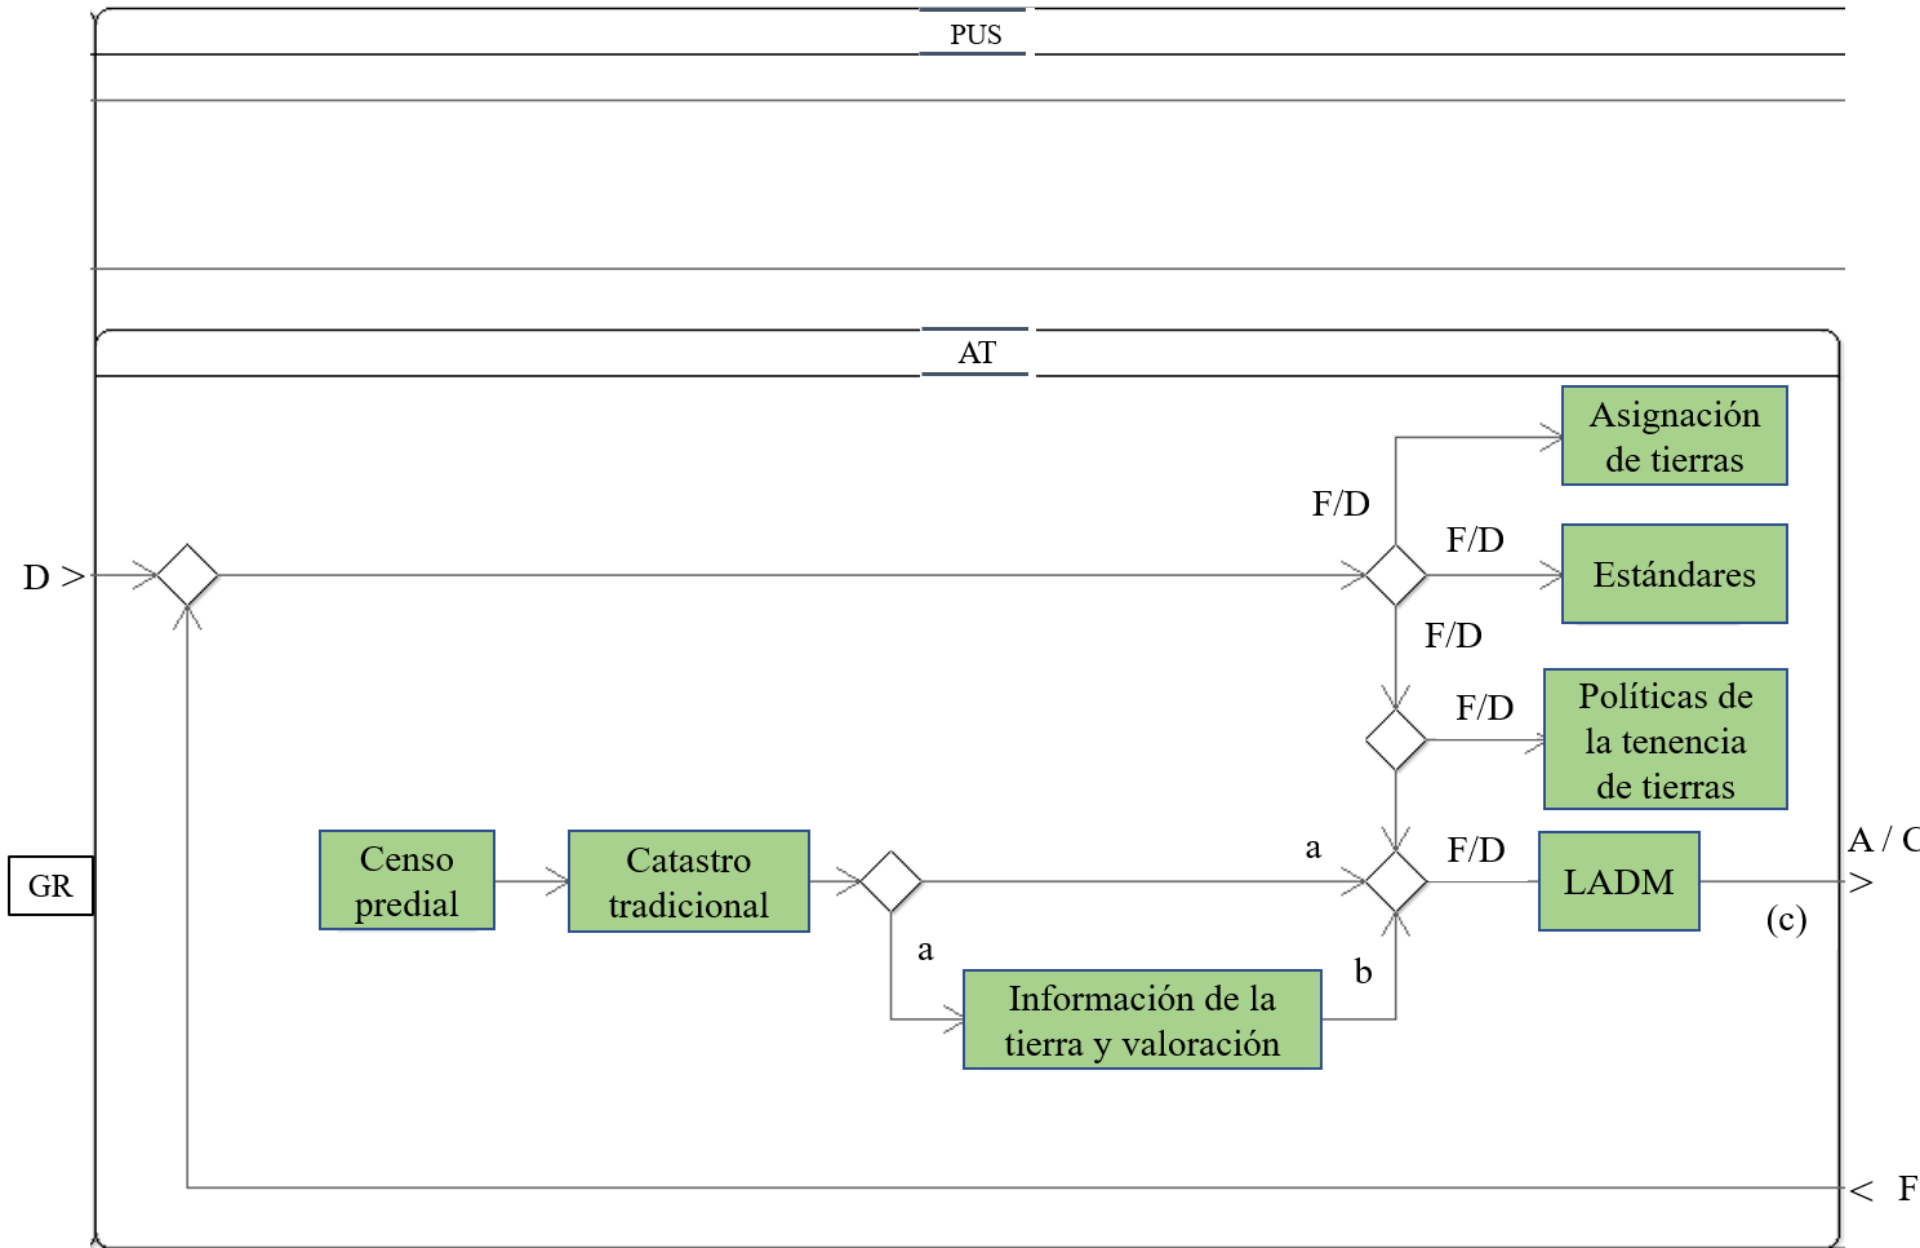 PUS
AT
Asignación
de tierras
F/D
F/D
Estándares
D >
F/D
Políticas de
la tenencia
de tierras
F/D
Censo
predial
Catastro
tradicional
a
F/D
LADM
A / C
>
GR
(c)
a
b
Información de la
tierra y valoración
< F